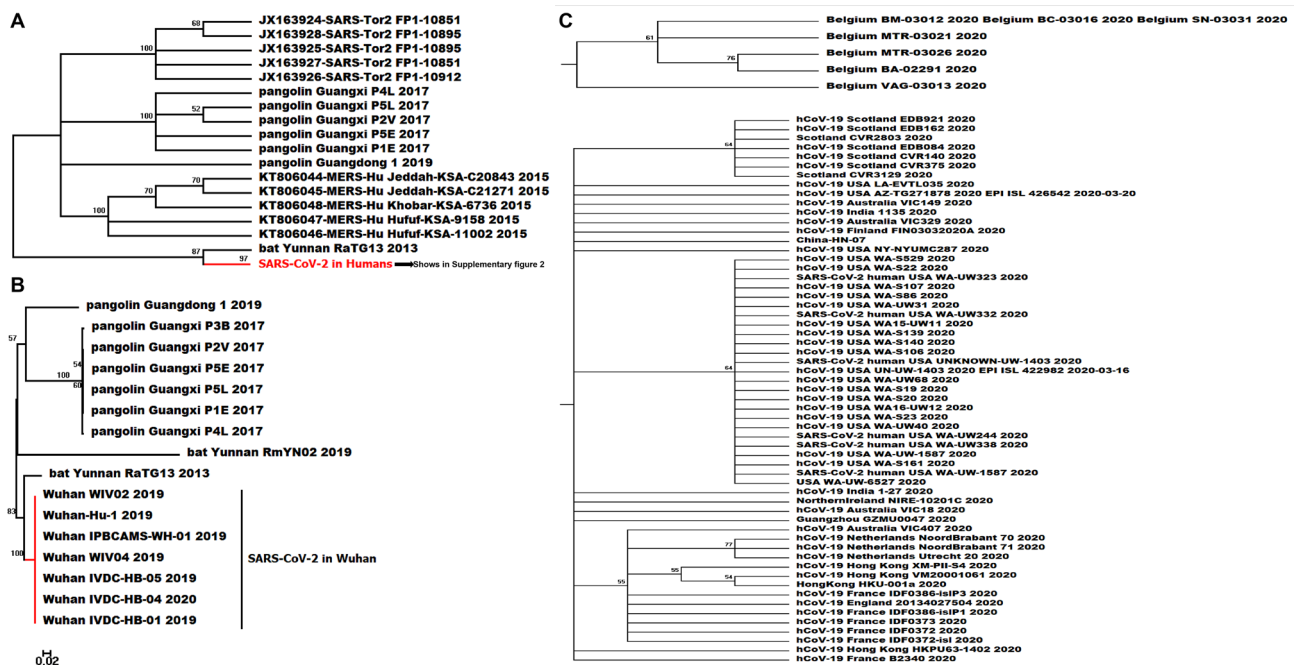 A
JX163924-SARS-Tor2 FP1-10851
68
JX163928-SARS-Tor2 FP1-10895
100
JX163925-SARS-Tor2 FP1-10895
JX163927-SARS-Tor2 FP1-10851
JX163926-SARS-Tor2 FP1-10912
pangolin Guangxi P4L 2017
52
pangolin Guangxi P5L 2017
100
pangolin Guangxi P2V 2017
pangolin Guangxi P5E 2017
pangolin Guangxi P1E 2017
pangolin Guangdong 1 2019
KT806044-MERS-Hu Jeddah-KSA-C20843 2015
70
70
KT806045-MERS-Hu Jeddah-KSA-C21271 2015
KT806048-MERS-Hu Khobar-KSA-6736 2015
100
KT806047-MERS-Hu Hufuf-KSA-9158 2015
KT806046-MERS-Hu Hufuf-KSA-11002 2015
bat Yunnan RaTG13 2013
87
97
SARS-CoV-2 in Humans Shows in Supplementary figure 2
B
pangolin Guangdong 1 2019
pangolin Guangxi P3B 2017
57
pangolin Guangxi P2V 2017
54
pangolin Guangxi P5E 2017
100
60
pangolin Guangxi P5L 2017
pangolin Guangxi P1E 2017
pangolin Guangxi P4L 2017
bat Yunnan RmYN02 2019
bat Yunnan RaTG13 2013
Wuhan WIV02 2019
83
Wuhan-Hu-1 2019
Wuhan IPBCAMS-WH-01 2019
100
Wuhan WIV04 2019
SARS-CoV-2 in Wuhan
Wuhan IVDC-HB-05 2019
Wuhan IVDC-HB-04 2020
Wuhan IVDC-HB-01 2019
0.02
C
Belgium BM-03012 2020 Belgium BC-03016 2020 Belgium SN-03031 2020
61
Belgium MTR-03021 2020
Belgium MTR-03026 2020
76
Belgium BA-02291 2020
Belgium VAG-03013 2020
hCoV-19 Scotland EDB921 2020
hCoV-19 Scotland EDB162 2020
Scotland CVR2803 2020
64
hCoV-19 Scotland EDB084 2020
hCoV-19 Scotland CVR140 2020
hCoV-19 Scotland CVR375 2020
Scotland CVR3129 2020
hCoV-19 USA LA-EVTL035 2020
hCoV-19 USA AZ-TG271878 2020 EPI ISL 426542 2020-03-20
hCoV-19 Australia VIC149 2020
hCoV-19 India 1135 2020
hCoV-19 Australia VIC329 2020
hCoV-19 Finland FIN03032020A 2020
China-HN-07
hCoV-19 USA NY-NYUMC287 2020
hCoV-19 USA WA-S529 2020
hCoV-19 USA WA-S22 2020
SARS-CoV-2 human USA WA-UW323 2020
hCoV-19 USA WA-S107 2020
hCoV-19 USA WA-S86 2020
hCoV-19 USA WA-UW31 2020
SARS-CoV-2 human USA WA-UW332 2020
hCoV-19 USA WA15-UW11 2020
hCoV-19 USA WA-S139 2020
hCoV-19 USA WA-S140 2020
hCoV-19 USA WA-S106 2020
SARS-CoV-2 human USA UNKNOWN-UW-1403 2020
64
hCoV-19 USA UN-UW-1403 2020 EPI ISL 422982 2020-03-16
hCoV-19 USA WA-UW68 2020
hCoV-19 USA WA-S19 2020
hCoV-19 USA WA-S20 2020
hCoV-19 USA WA16-UW12 2020
hCoV-19 USA WA-S23 2020
hCoV-19 USA WA-UW40 2020
SARS-CoV-2 human USA WA-UW244 2020
SARS-CoV-2 human USA WA-UW338 2020
hCoV-19 USA WA-UW-1587 2020
hCoV-19 USA WA-S161 2020
SARS-CoV-2 human USA WA-UW-1587 2020
USA WA-UW-6527 2020
hCoV-19 India 1-27 2020
NorthernIreland NIRE-10201C 2020
hCoV-19 Australia VIC18 2020
Guangzhou GZMU0047 2020
hCoV-19 Australia VIC407 2020
hCoV-19 Netherlands NoordBrabant 70 2020
77
hCoV-19 Netherlands NoordBrabant 71 2020
hCoV-19 Netherlands Utrecht 20 2020
hCoV-19 Hong Kong XM-PII-S4 2020
55
hCoV-19 Hong Kong VM20001061 2020
54
55
HongKong HKU-001a 2020
hCoV-19 France IDF0386-islP3 2020
hCoV-19 England 20134027504 2020
hCoV-19 France IDF0386-islP1 2020
hCoV-19 France IDF0373 2020
hCoV-19 France IDF0372 2020
hCoV-19 France IDF0372-isl 2020
hCoV-19 Hong Kong HKPU63-1402 2020
hCoV-19 France B2340 2020